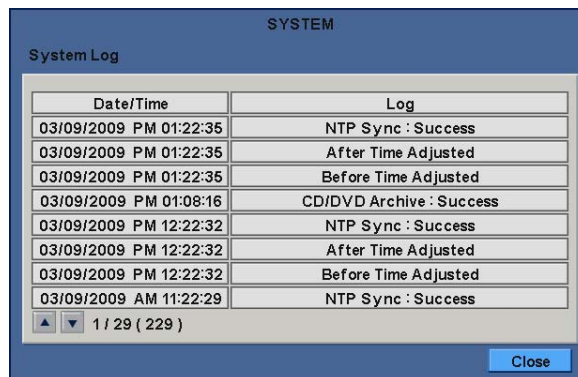 SYSTEM
System Log
Date/Time Log
03/09/2009 PM 01:22:35 NTP Sync : Success
03/09/2009 PM 01:22:35 After Time Adjusted
03/09/2009 PM 01:22:35 Before Time Adjusted
03/09/2009 PM 01:08:16 CD/DVD Archive : Success
03/09/2009 PM 12:22:32 NTP Sync : Success
03/09/2009 PM 12:22:32 After Time Adjusted
03/09/2009 PM 12:22:32 Before Time Adjusted
03/09/2009 AM 11:22:29 NTP Sync : Success
1 / 29 ( 229 )
Close